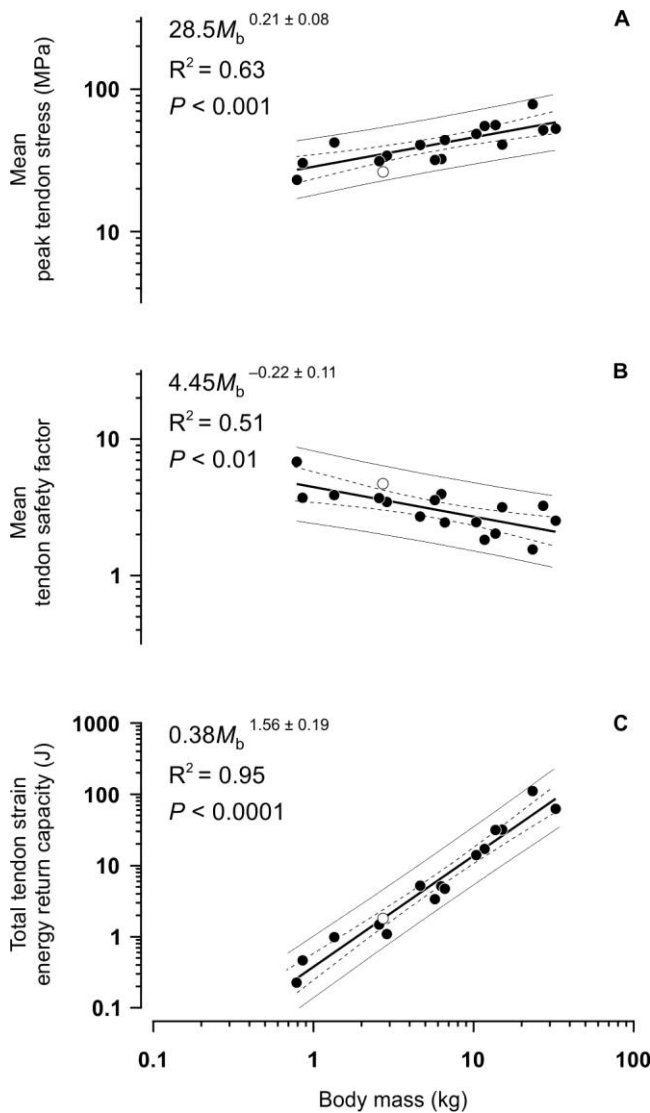 A
28.5Mb 0.21 ± 0.08
R2 = 0.63
P < 0.001
Mean
peak tendon stress (MPa)
100
10
B
4.45Mb –0.22 ± 0.11
R2 = 0.51
P < 0.01
Mean
tendon safety factor
10
1
C
0.38Mb 1.56 ± 0.19
R2 = 0.95
P < 0.0001
Total tendon strain
energy return capacity (J)
1000
100
10
1
0.1
0.1 1 10 100
Body mass (kg)